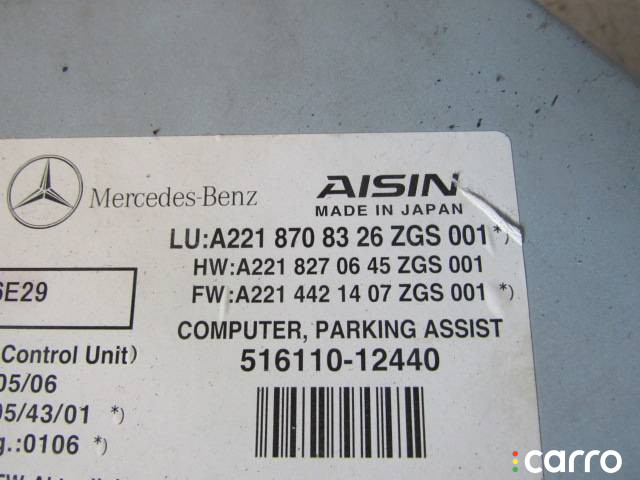 Mercedes-Benz
AISIN
MADE IN JAPAN
LU:A221 870 83 26 ZGS 001 *)
HW:A221 827 06 45 ZGS 001
FW:A221 442 14 07 ZGS 001 *)
6E29
COMPUTER, PARKING ASSIST
516110-12440
Control Unit)
05/06
05/43/01 *)
g.:0106 *)
carro